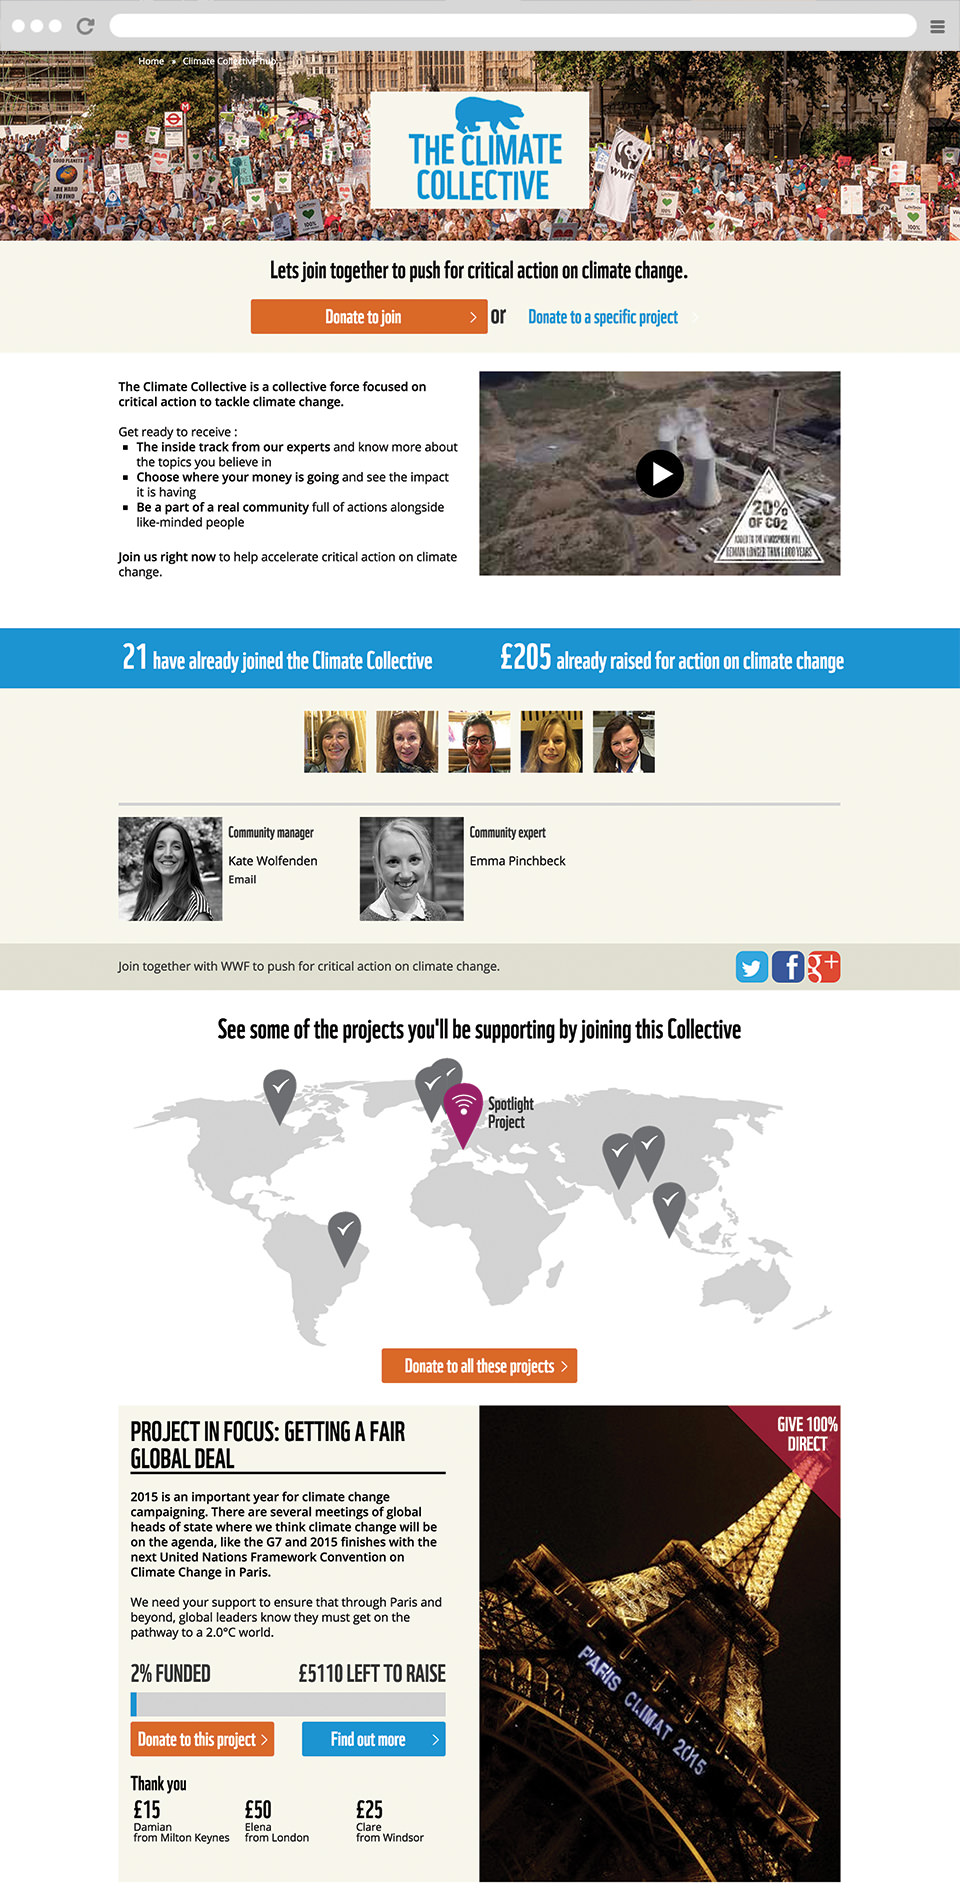 Home » Climate Collective hub
GOOD PLANETS
ARE HARD
TO FIND
WWF
THE CLIMATE
COLLECTIVE
Lets join together to push for critical action on climate change.
Donate to join
or
Donate to a specific project
The Climate Collective is a collective force focused on
critical action to tackle climate change.
Get ready to receive :
The inside track from our experts and know more about
the topics you believe in
Choose where your money is going and see the impact
it is having
Be a part of a real community full of actions alongside
like-minded people
Join us right now to help accelerate critical action on climate
change.
20%
OF CO2
ADDED TO THE ATMOSPHERE WILL
REMAIN LONGER THAN 1,000 YEARS
21 have already joined the Climate Collective
£205 already raised for action on climate change
Community manager
Kate Wolfenden
Email
Community expert
Emma Pinchbeck
Join together with WWF to push for critical action on climate change.
f
g+
See some of the projects you'll be supporting by joining this Collective
Spotlight
Project
Donate to all these projects
PROJECT IN FOCUS: GETTING A FAIR
GLOBAL DEAL
2015 is an important year for climate change
campaigning. There are several meetings of global
heads of state where we think climate change will be
on the agenda, like the G7 and 2015 finishes with the
next United Nations Framework Convention on
Climate Change in Paris.
We need your support to ensure that through Paris and
beyond, global leaders know they must get on the
pathway to a 2.0°C world.
2% FUNDED
£5110 LEFT TO RAISE
Donate to this project
Find out more
Thank you
£15
Damian
from Milton Keynes
£50
Elena
from London
£25
Clare
from Windsor
GIVE 100%
DIRECT
PARIS CLIMAT 2015